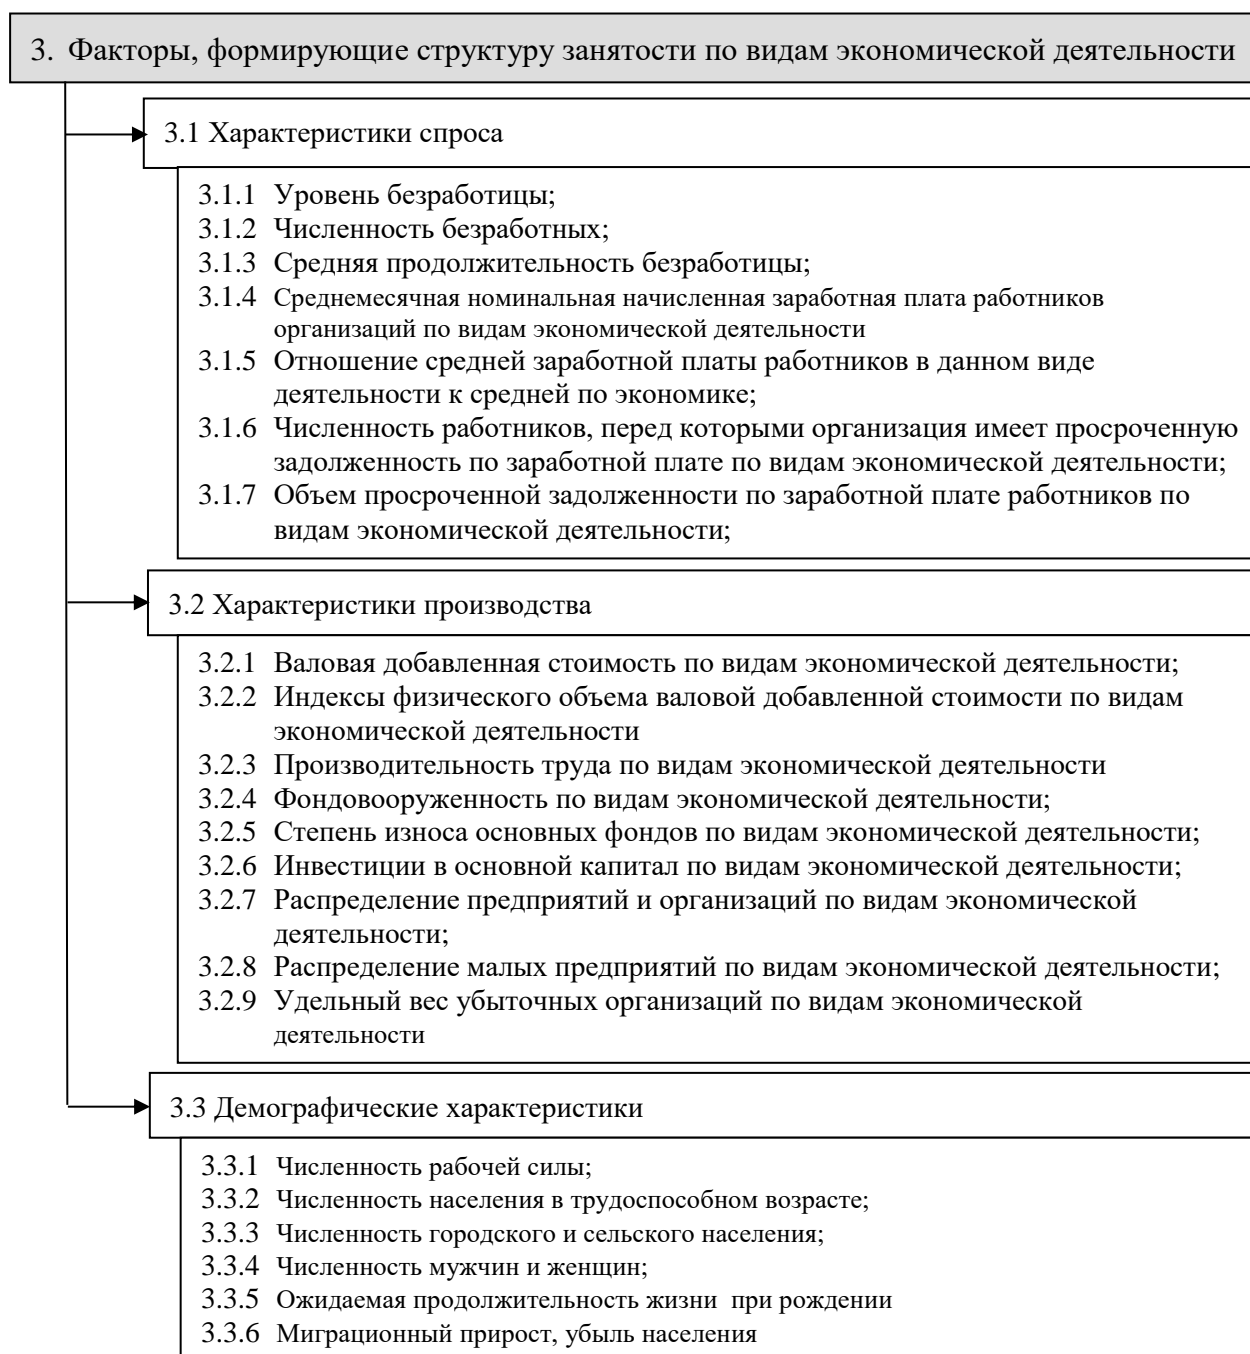 3. Факторы, формирующие структуру занятости по видам экономической деятельности
3.1 Характеристики спроса
3.1.1 Уровень безработицы;
3.1.2 Численность безработных;
3.1.3 Средняя продолжительность безработицы;
3.1.4 Среднемесячная номинальная начисленная заработная плата работников
организаций по видам экономической деятельности
3.1.5 Отношение средней заработной платы работников в данном виде
деятельности к средней по экономике;
3.1.6 Численность работников, перед которыми организация имеет просроченную
задолженность по заработной плате по видам экономической деятельности;
3.1.7 Объем просроченной задолженности по заработной плате работников по
видам экономической деятельности;
3.2 Характеристики производства
3.2.1 Валовая добавленная стоимость по видам экономической деятельности;
3.2.2 Индексы физического объема валовой добавленной стоимости по видам
экономической деятельности
3.2.3 Производительность труда по видам экономической деятельности
3.2.4 Фондовооруженность по видам экономической деятельности;
3.2.5 Степень износа основных фондов по видам экономической деятельности;
3.2.6 Инвестиции в основной капитал по видам экономической деятельности;
3.2.7 Распределение предприятий и организаций по видам экономической
деятельности;
3.2.8 Распределение малых предприятий по видам экономической деятельности;
3.2.9 Удельный вес убыточных организаций по видам экономической
деятельности
3.3 Демографические характеристики
3.3.1 Численность рабочей силы;
3.3.2 Численность населения в трудоспособном возрасте;
3.3.3 Численность городского и сельского населения;
3.3.4 Численность мужчин и женщин;
3.3.5 Ожидаемая продолжительность жизни при рождении
3.3.6 Миграционный прирост, убыль населения